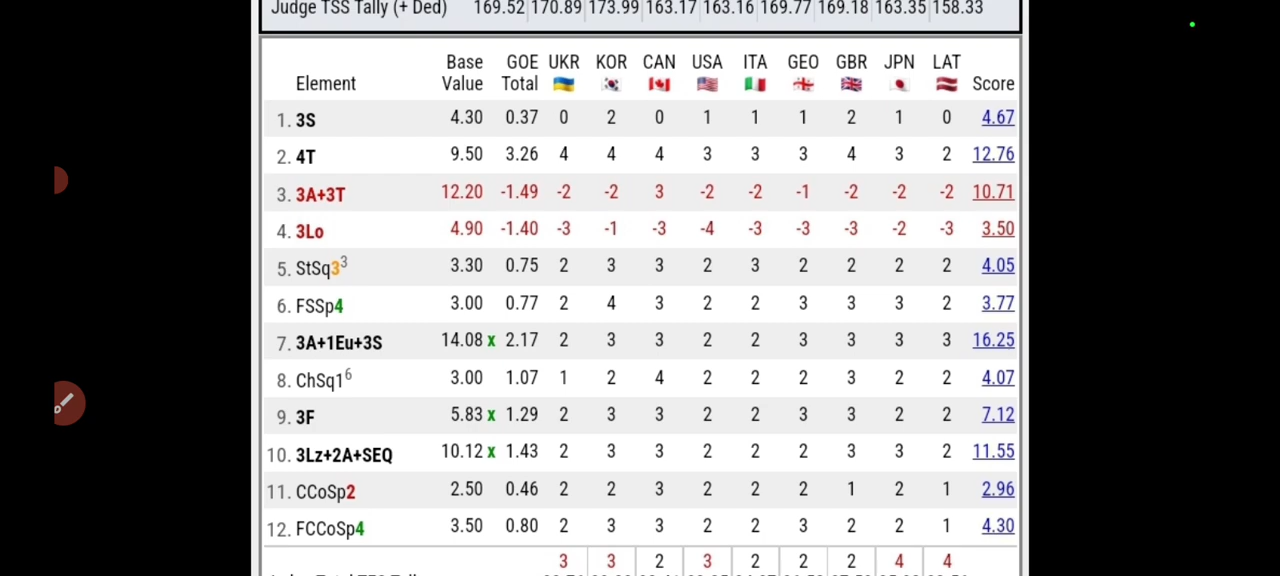 Judge TSS Tally (+ Ded) 169.52 170.89 173.99 163.17 163.16 169.77 169.18 163.35 158.33
Base GOE UKR KOR CAN USA ITA GEO GBR JPN LAT
Element Value Total Score
1. 3S 4.30 0.37 0 2 0 1 1 1 2 1 0 4.67
2. 4T 9.50 3.26 4 4 4 3 3 3 4 3 2 12.76
3. 3A+3T 12.20 -1.49 -2 -2 3 -2 -2 -1 -2 -2 -2 10.71
4. 3Lo 4.90 -1.40 -3 -1 -3 -4 -3 -3 -3 -2 -3 3.50
5. StSq3³ 3.30 0.75 2 3 3 2 3 2 2 2 2 4.05
6. FSSp4 3.00 0.77 2 4 3 2 2 3 3 3 2 3.77
7. 3A+1Eu+3S 14.08 x 2.17 2 3 3 2 2 3 3 3 3 16.25
8. ChSq1⁶ 3.00 1.07 1 2 4 2 2 2 3 2 2 4.07
9. 3F 5.83 x 1.29 2 3 3 2 2 3 3 2 2 7.12
10. 3Lz+2A+SEQ 10.12 x 1.43 2 3 3 2 2 2 3 3 2 11.55
11. CCoSp2 2.50 0.46 2 2 3 2 2 2 1 2 1 2.96
12. FCCoSp4 3.50 0.80 2 3 3 2 2 3 2 2 1 4.30
3 3 2 3 2 2 2 4 4